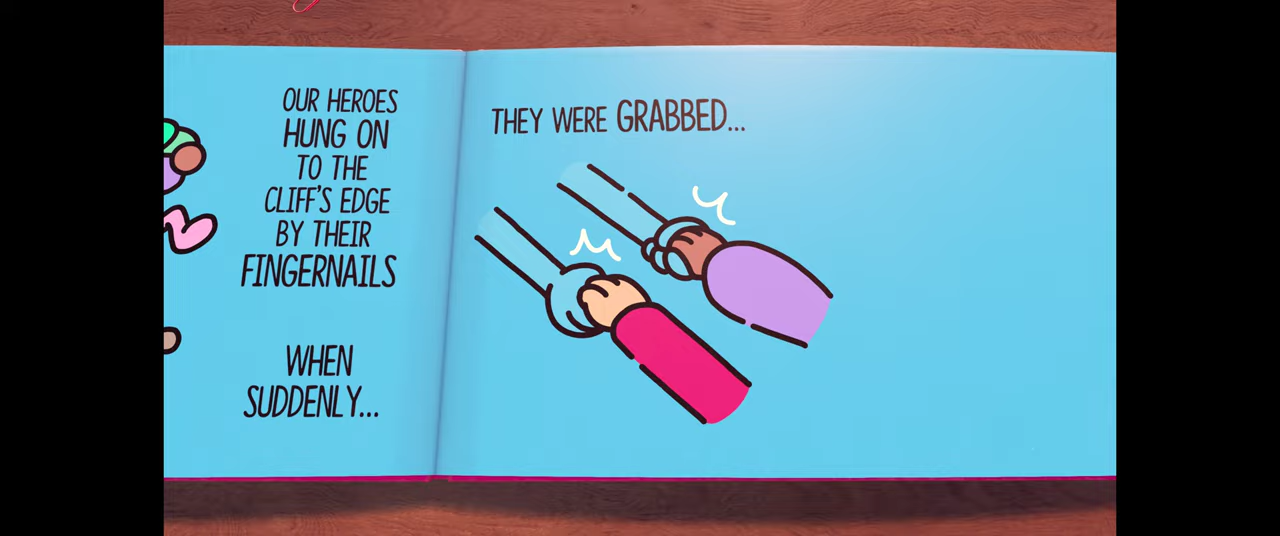 OUR HEROES
HUNG ON
TO THE
CLIFF'S EDGE
BY THEIR
FINGERNAILS
WHEN
SUDDENLY...
THEY WERE GRABBED...